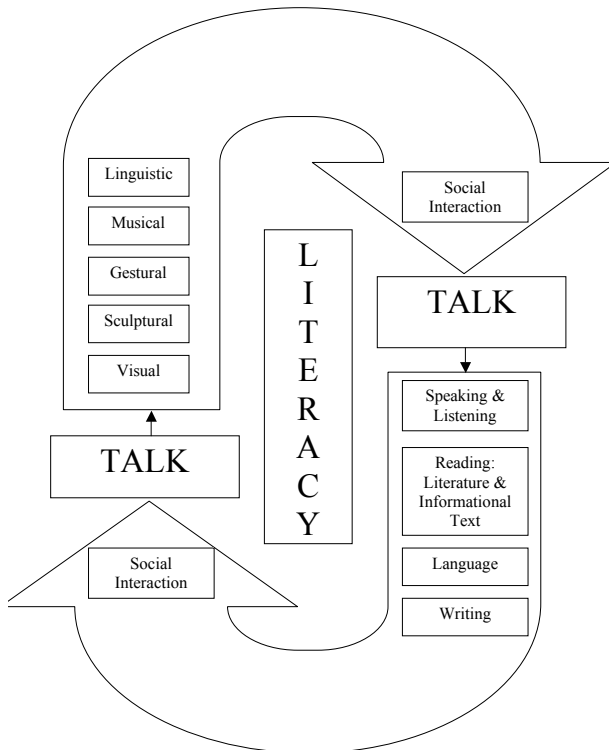 Linguistic
Musical
Gestural
Sculptural
Visual
TALK
Social
Interaction
L
I
T
E
R
A
C
Y
Social
Interaction
TALK
Speaking &
Listening
Reading:
Literature &
Informational
Text
Language
Writing